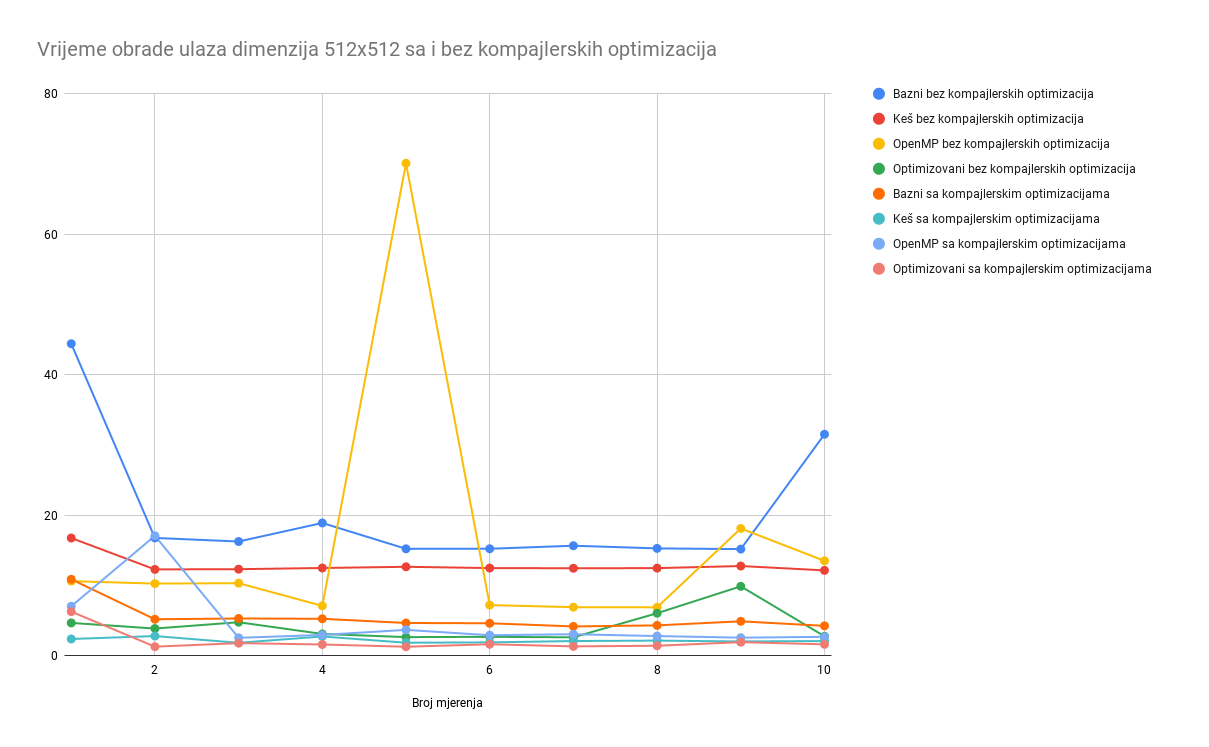 Vrijeme obrade ulaza dimenzija 512x512 sa i bez kompajlerskih optimizacija
80
60
40
20
0
2
4
6
8
10
Broj mjerenja
Bazni bez kompajlerskih optimizacija
Keš bez kompajlerskih optimizacija
OpenMP bez kompajlerskih optimizacija
Optimizovani bez kompajlerskih optimizacija
Bazni sa kompajlerskim optimizacijama
Keš sa kompajlerskim optimizacijama
OpenMP sa kompajlerskim optimizacijama
Optimizovani sa kompajlerskim optimizacijama